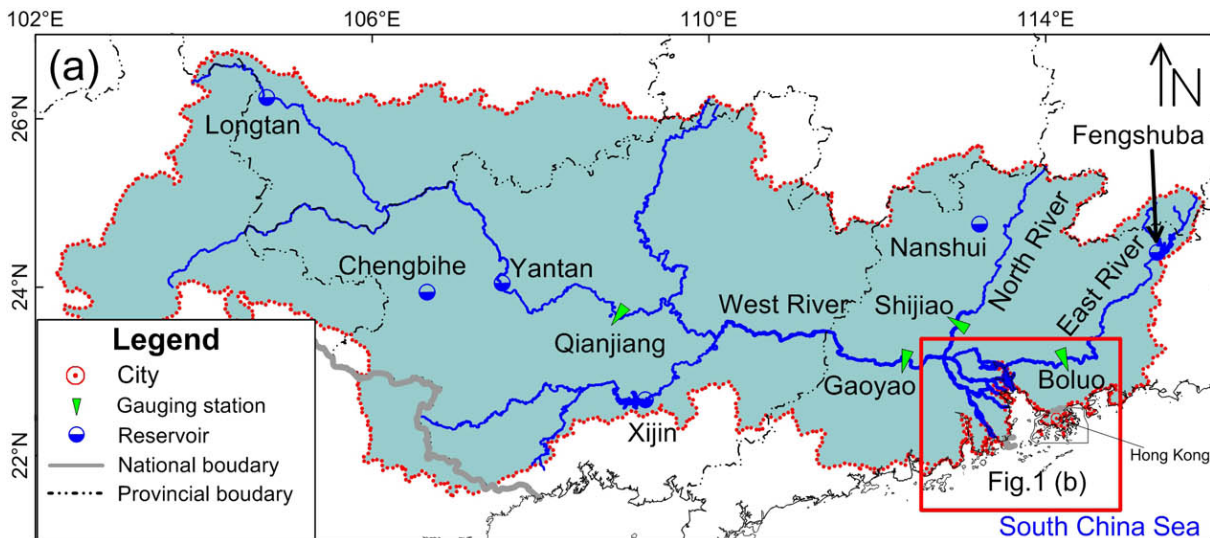 102°E
106°E
110°E
114°E
(a)
N
26°N
24°N
22°N
Longtan
Fengshuba
Nanshui
North River
East River
Chengbihe
Yantan
West River
Shijiao
Qianjiang
Gaoyao
Boluo
Xijin
Hong Kong
Fig.1 (b)
South China Sea
Legend
City
Gauging station
Reservoir
National boudary
Provincial boundary